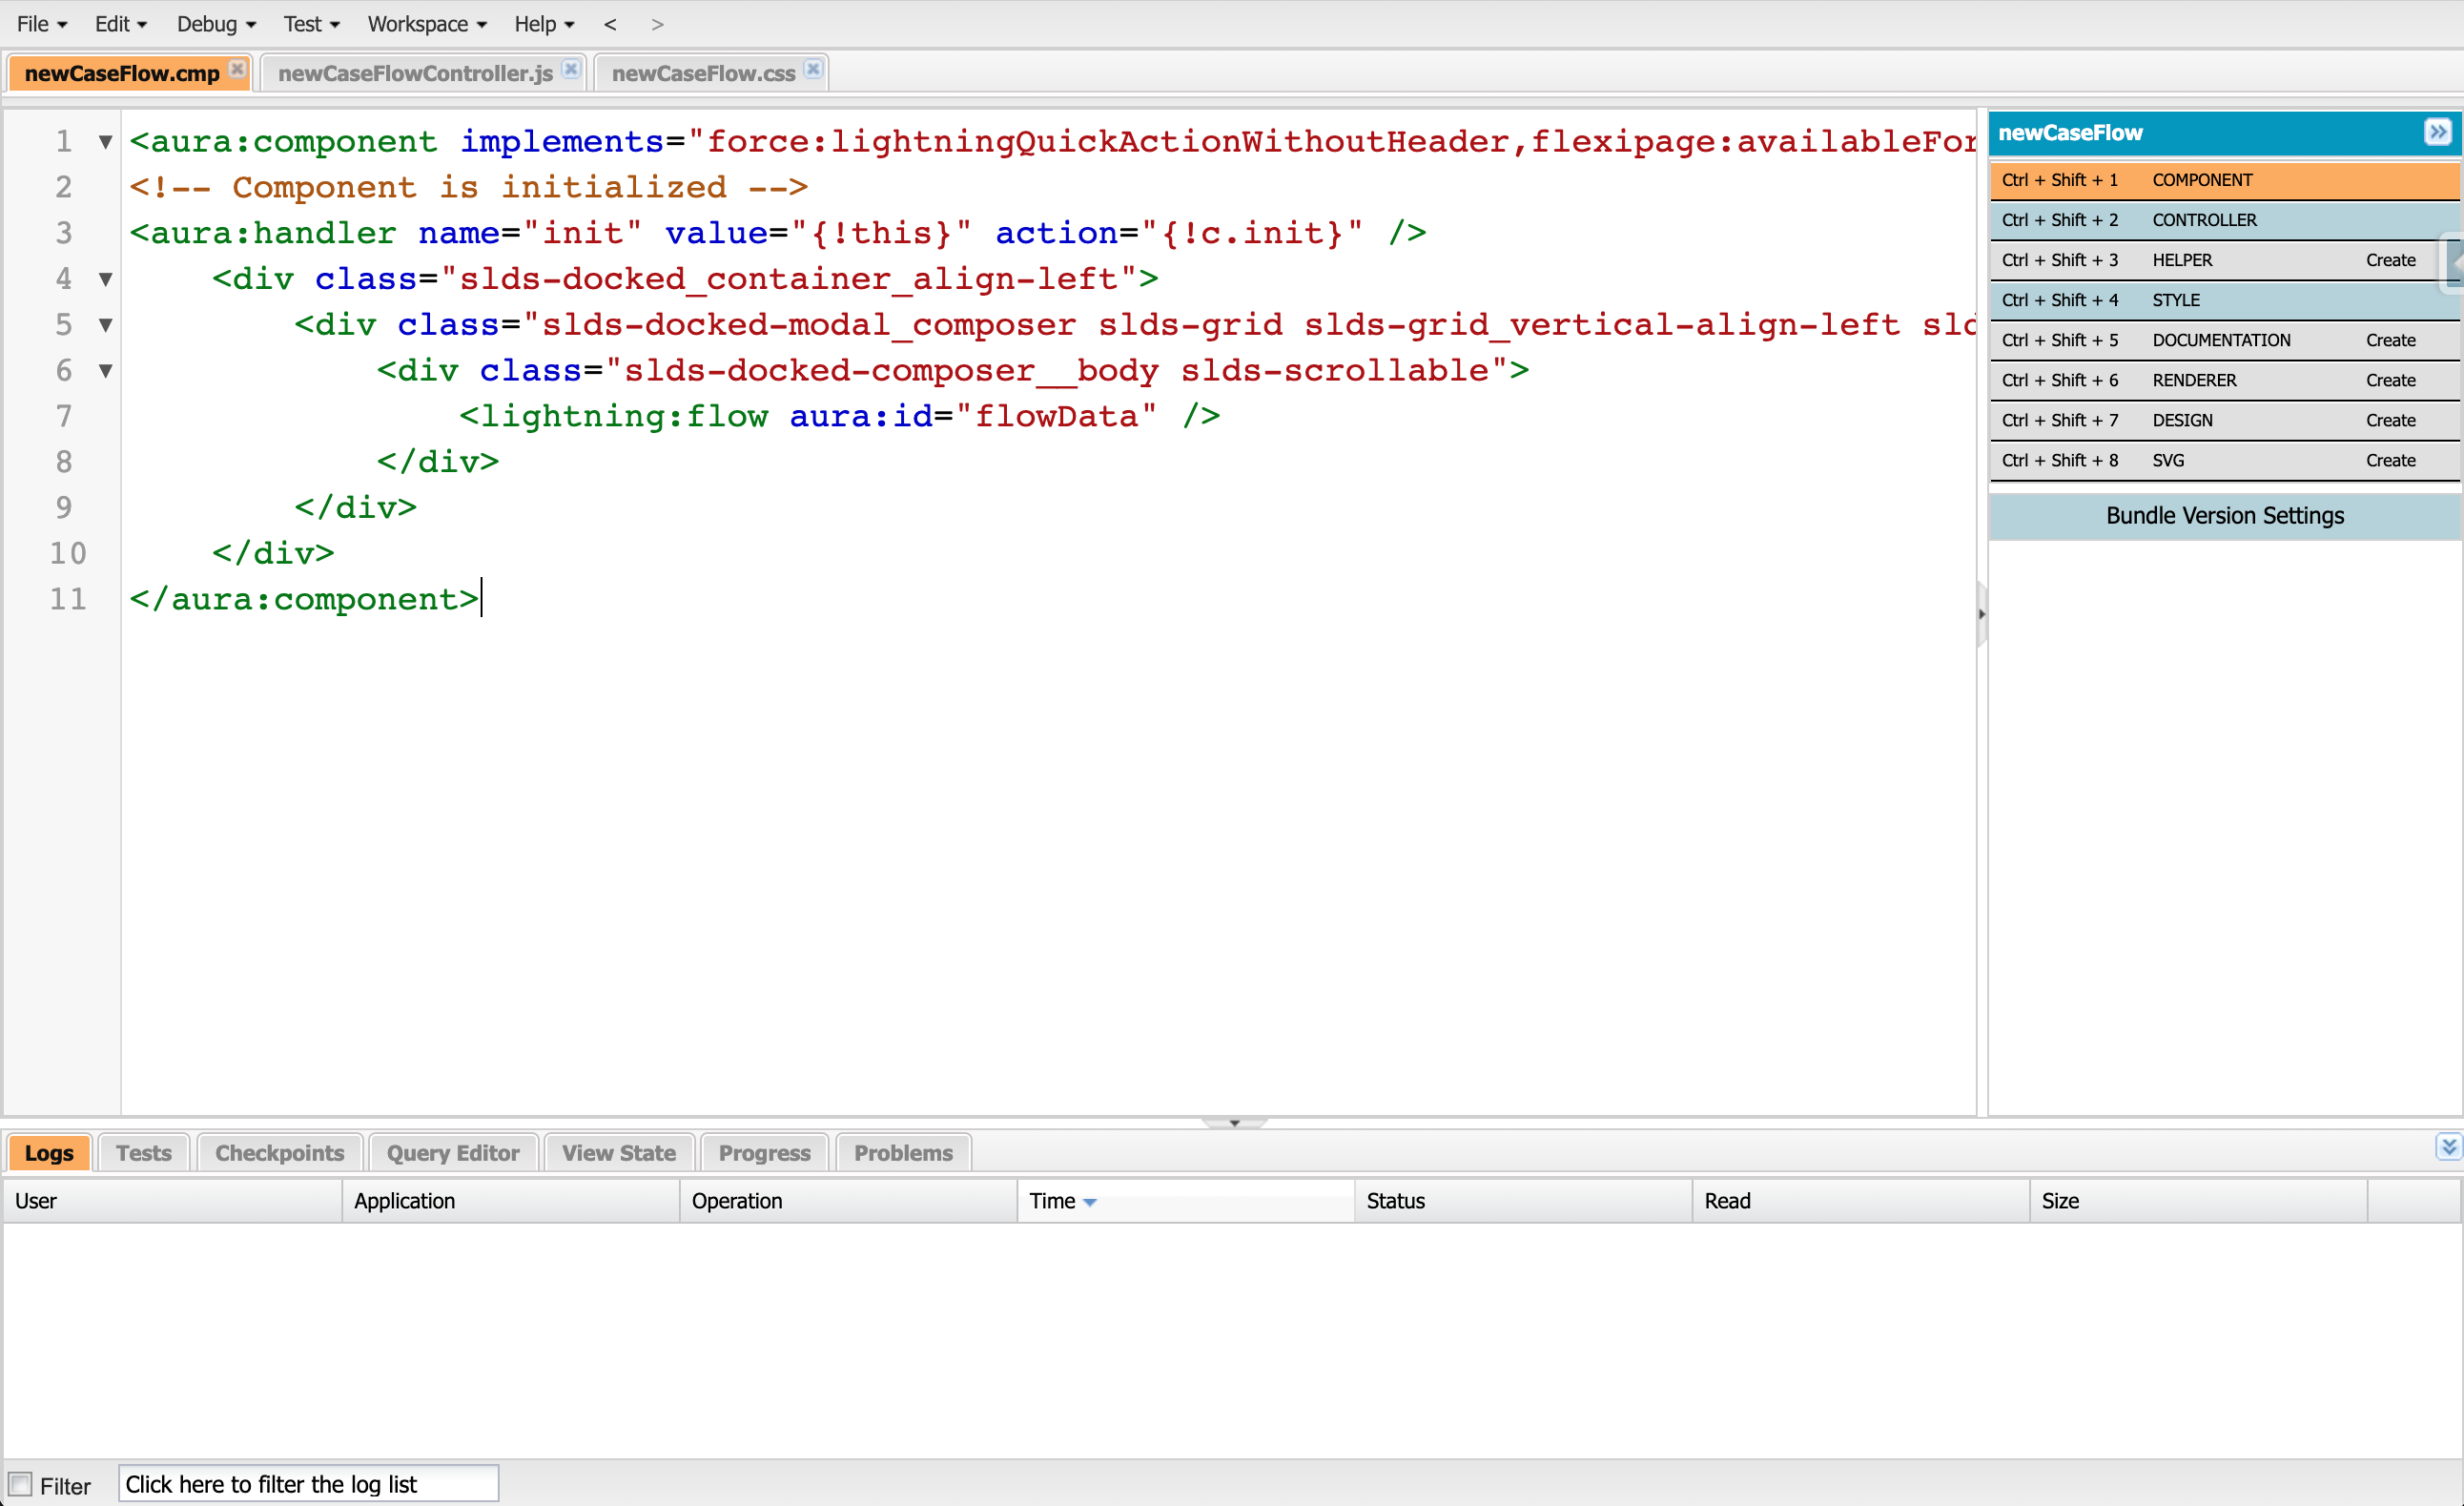 File Edit Debug Test Workspace Help < >
newCaseFlow.cmp newCaseFlowController.js newCaseFlow.css
1 <aura:component implements="force:lightningQuickActionWithoutHeader,flexipage:availableFor
2 <!-- Component is initialized -->
3 <aura:handler name="init" value="{!this}" action="{!c.init}" />
4 <div class="slds-docked_container_align-left">
5 <div class="slds-docked-modal_composer slds-grid slds-grid_vertical-align-left sld
6 <div class="slds-docked-composer__body slds-scrollable">
7 <lightning:flow aura:id="flowData" />
8 </div>
9 </div>
10 </div>
11 </aura:component>
newCaseFlow
Ctrl + Shift + 1 COMPONENT
Ctrl + Shift + 2 CONTROLLER
Ctrl + Shift + 3 HELPER Create
Ctrl + Shift + 4 STYLE
Ctrl + Shift + 5 DOCUMENTATION Create
Ctrl + Shift + 6 RENDERER Create
Ctrl + Shift + 7 DESIGN Create
Ctrl + Shift + 8 SVG Create
Bundle Version Settings
Logs Tests Checkpoints Query Editor View State Progress Problems
User Application Operation Time Status Read Size
Filter Click here to filter the log list